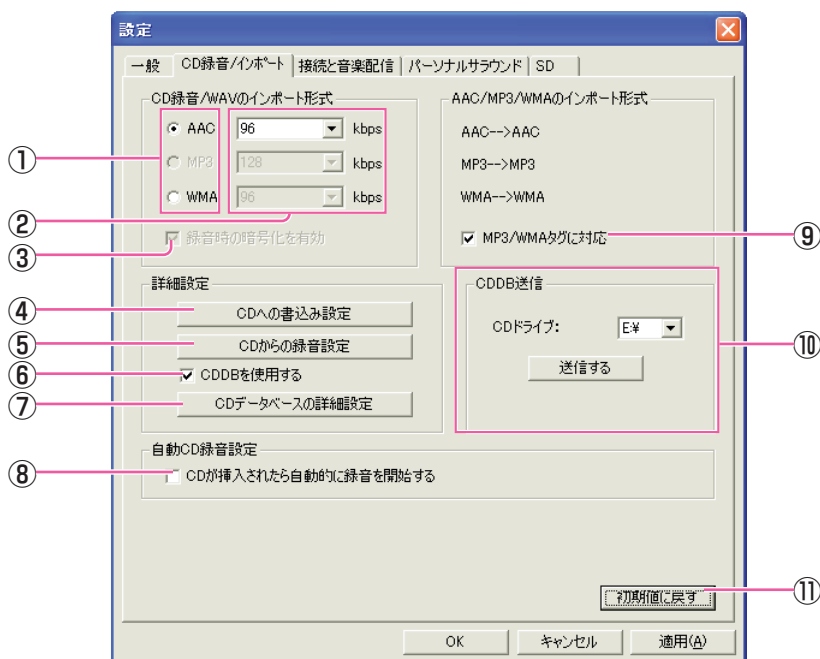 設定
一般 CD録音/インポート 接続と音楽配信 パーソナルサラウンド SD
CD録音/WAVのインポート形式
AAC 96 kbps
MP3 128 kbps
WMA 96 kbps
録音時の暗号化を有効
AAC/MP3/WMAのインポート形式
AAC-->AAC
MP3-->MP3
WMA-->WMA
MP3/WMAタグに対応
詳細設定
CDへの書込み設定
CDからの録音設定
CDDBを使用する
CDデータベースの詳細設定
CDDB送信
CDドライブ: E:¥
送信する
自動CD録音設定
CDが挿入されたら自動的に録音を開始する
初期値に戻す
OK キャンセル 適用(A)
①
②
③
④
⑤
⑥
⑦
⑧
⑨
⑩
⑪